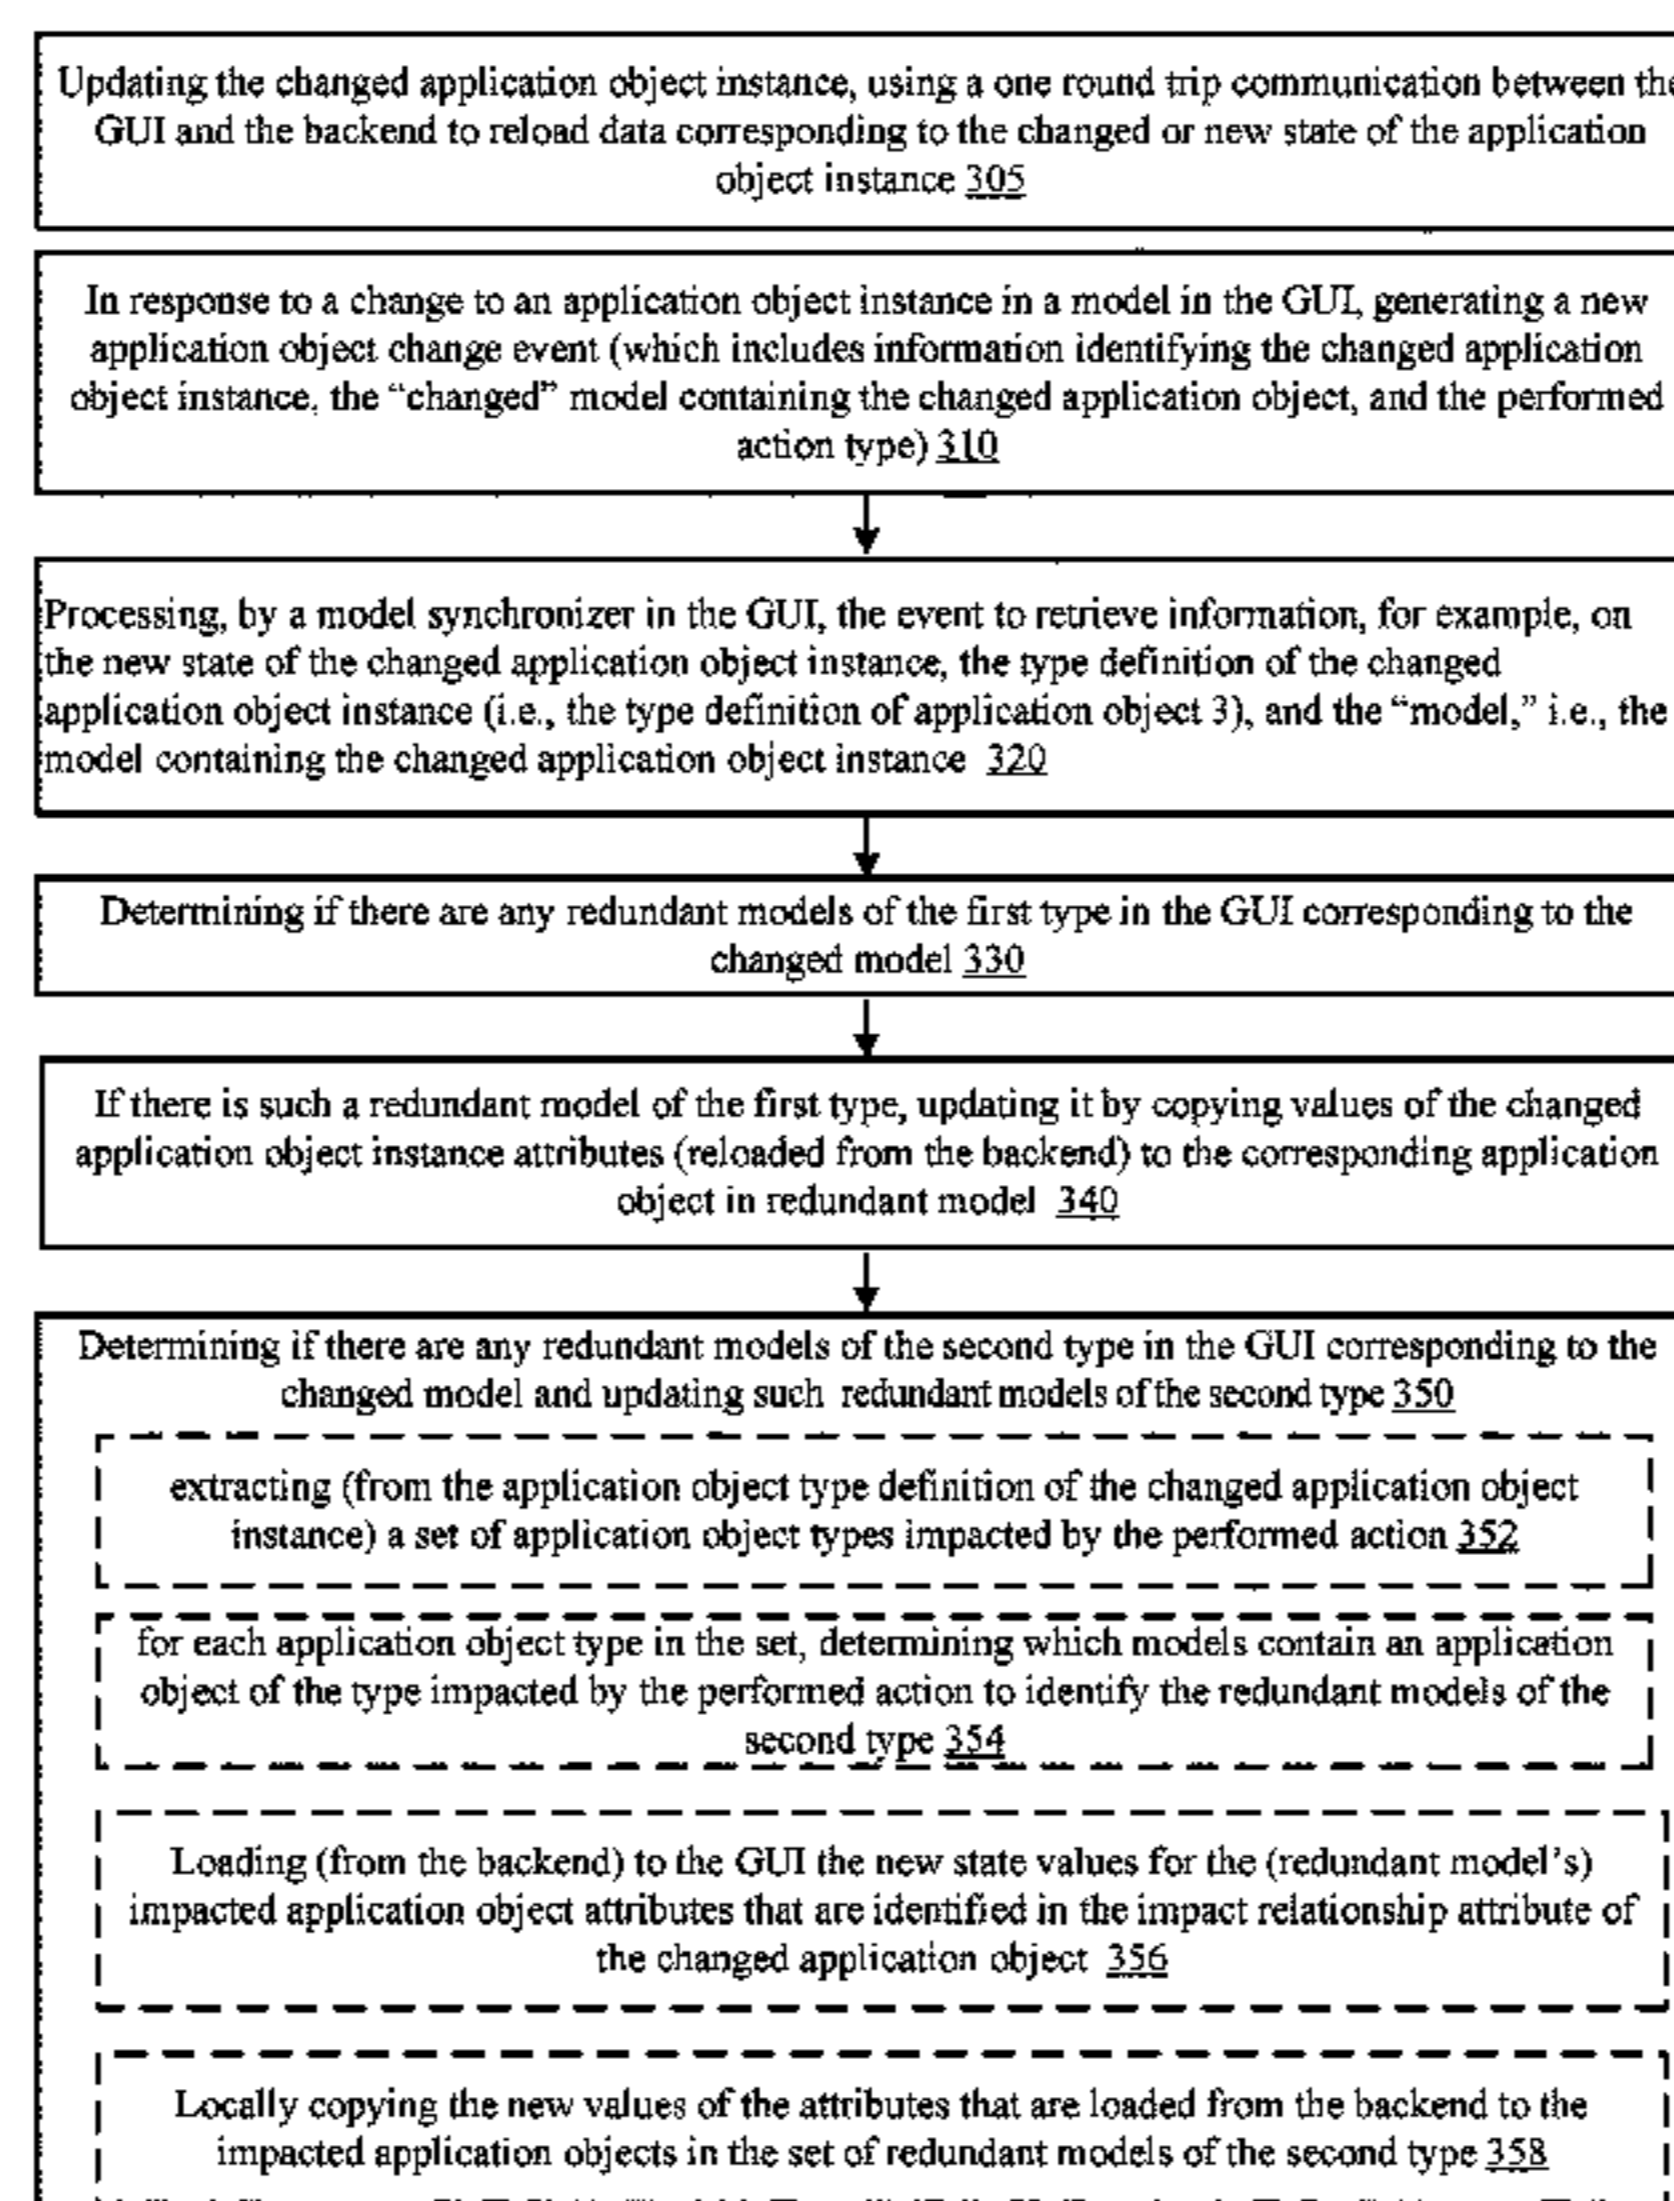 Updating the changed application object instance, using a one round trip communication between the
GUI and the backend to reload data corresponding to the changed or new state of the application
object instance 305
In response to a change to an application object instance in a model in the GUI, generating a new
application object change event (which includes information identifying the changed application
object instance, the “changed” model containing the changed application object, and the performed
action type) 310
Processing, by a model synchronizer in the GUI, the event to retrieve information, for example, on
the new state of the changed application object instance, the type definition of the changed
application object instance (i.e., the type definition of application object 3), and the “model,” i.e., the
model containing the changed application object instance 320
Determining if there are any redundant models of the first type in the GUI corresponding to the
changed model 330
If there is such a redundant model of the first type, updating it by copying values of the changed
application object instance attributes (reloaded from the backend) to the corresponding application
object in redundant model 340
Determining if there are any redundant models of the second type in the GUI corresponding to the
changed model and updating such redundant models of the second type 350
extracting (from the application object type definition of the changed application object
instance) a set of application object types impacted by the performed action 352
for each application object type in the set, determining which models contain an application
object of the type impacted by the performed action to identify the redundant models of the
second type 354
Loading (from the backend) to the GUI the new state values for the (redundant model’s)
impacted application object attributes that are identified in the impact relationship attribute of
the changed application object 356
Locally copying the new values of the attributes that are loaded from the backend to the
impacted application objects in the set of redundant models of the second type 358